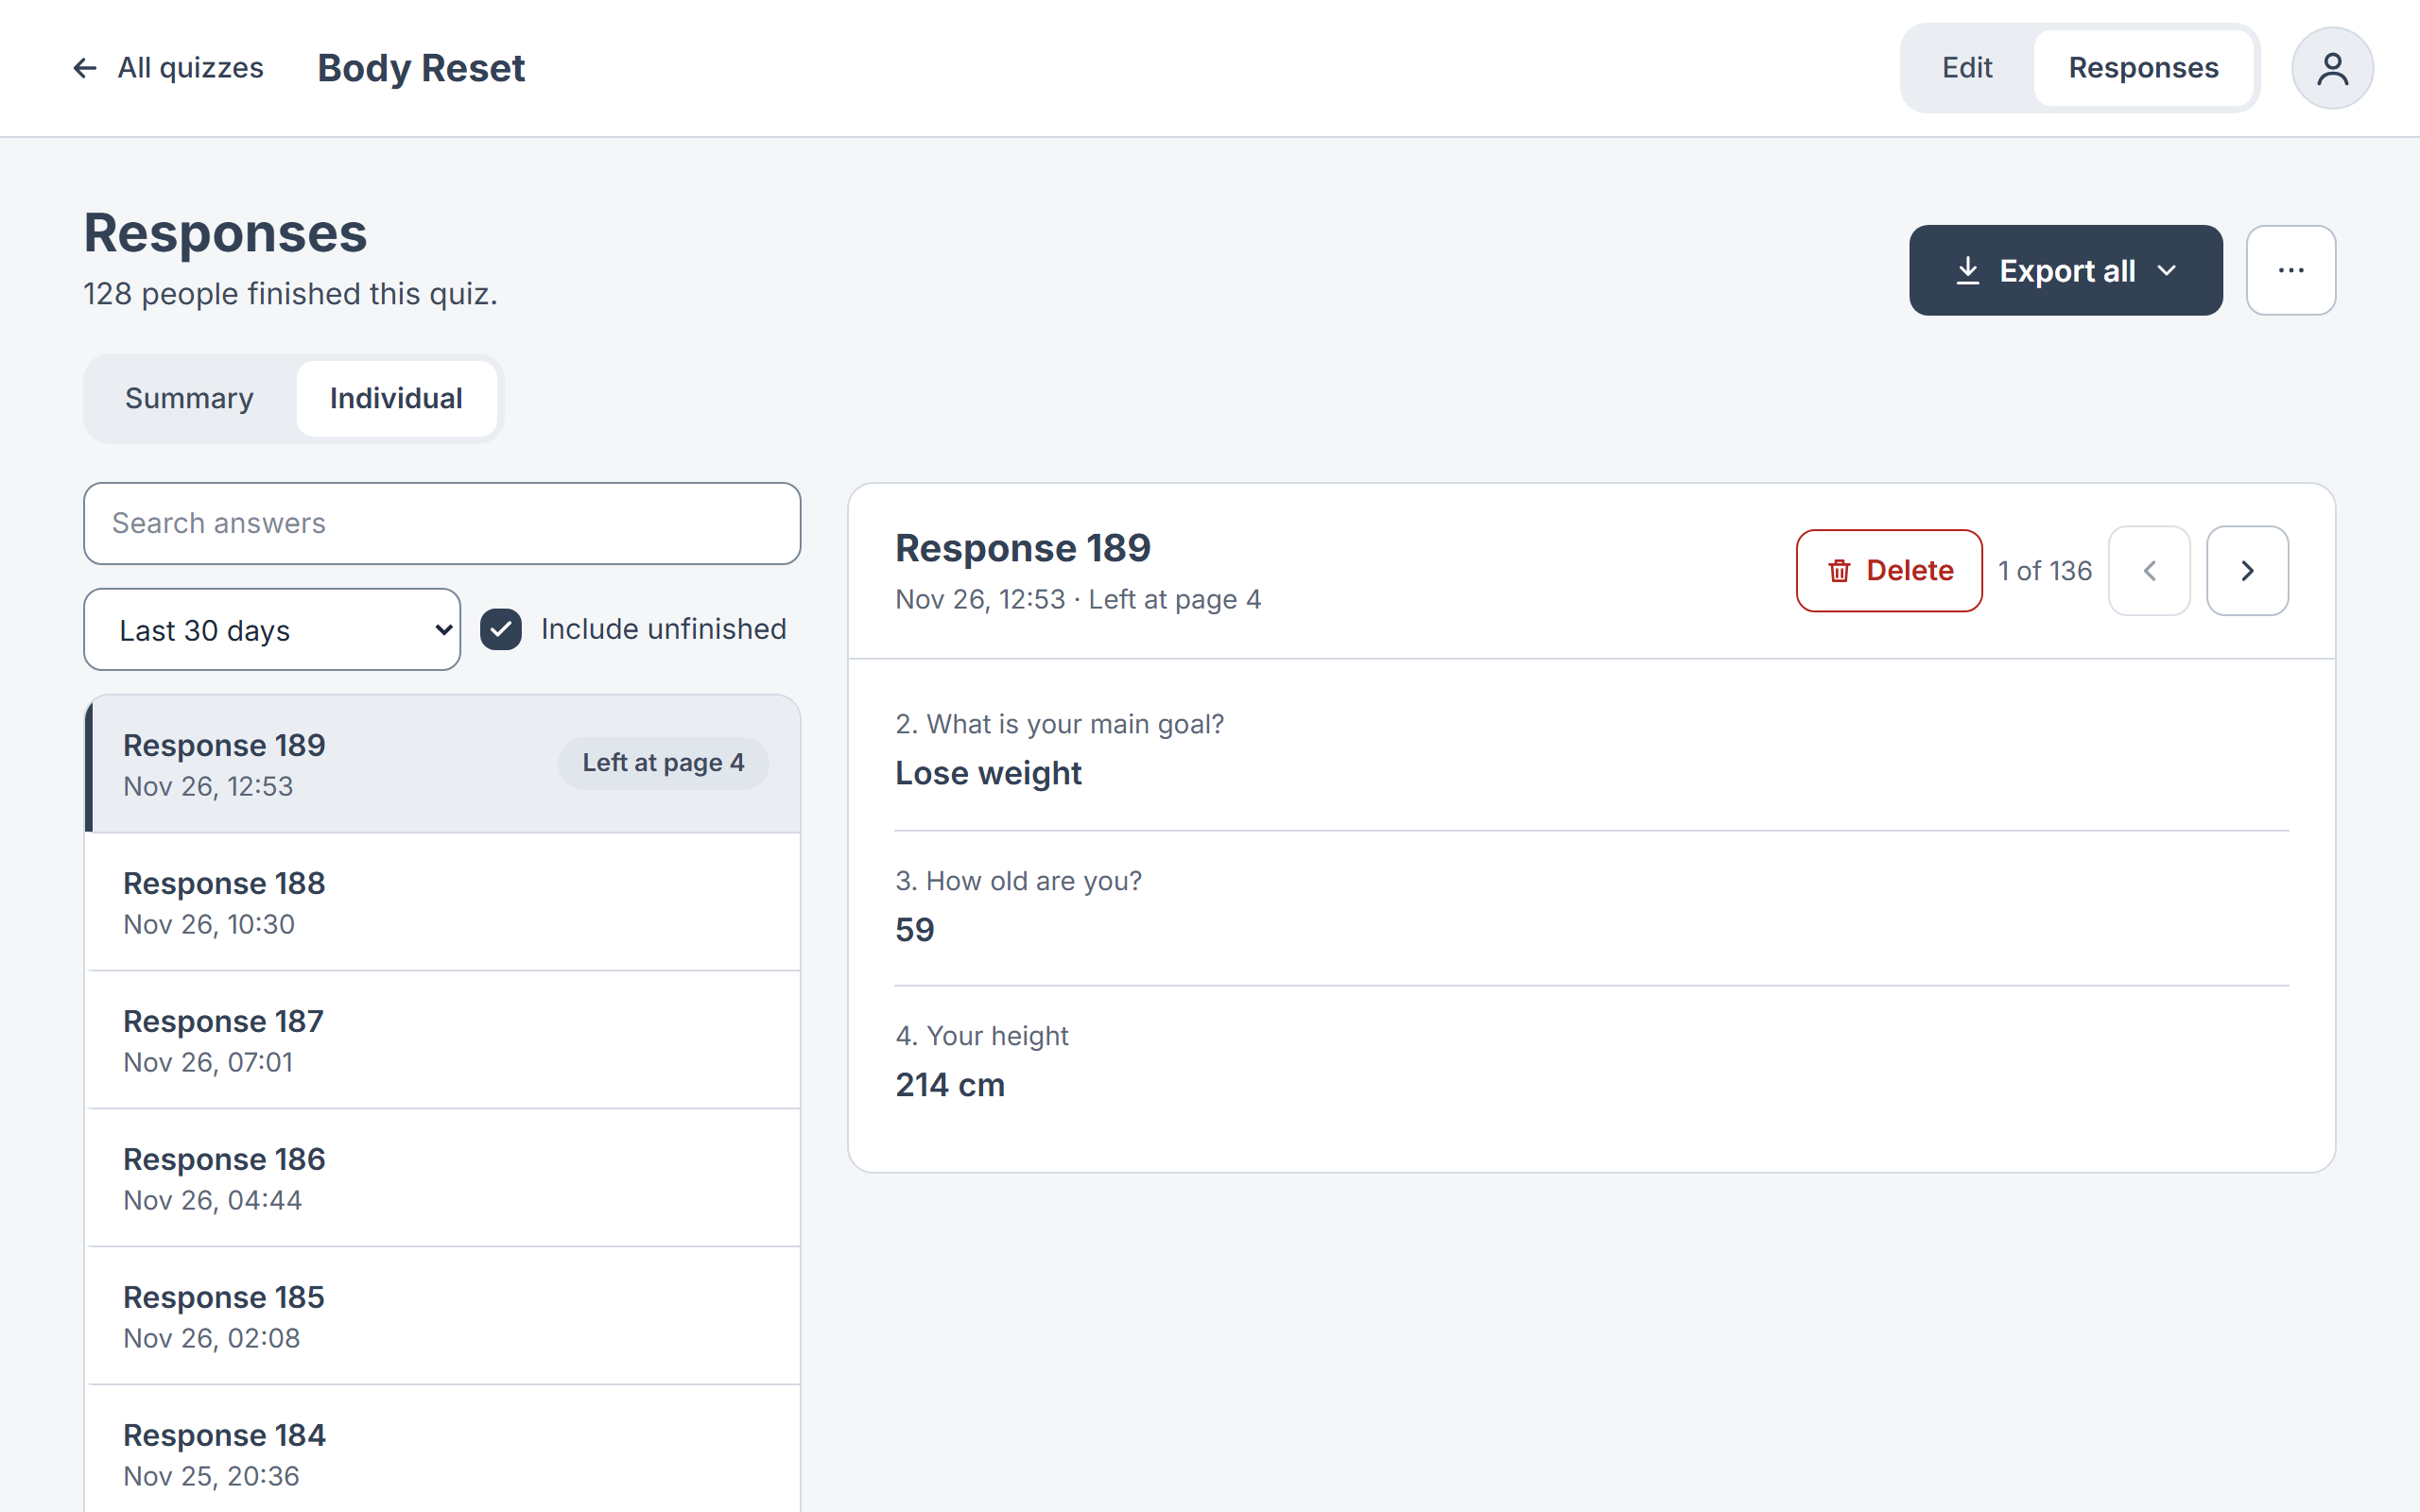 All quizzes
Body Reset
Edit
Responses
Responses
128 people finished this quiz.
Export all
Summary
Individual
Search answers
Last 30 days
Include unfinished
Response 189
Nov 26, 12:53
Left at page 4
Response 188
Nov 26, 10:30
Response 187
Nov 26, 07:01
Response 186
Nov 26, 04:44
Response 185
Nov 26, 02:08
Response 184
Nov 25, 20:36
Response 189
Nov 26, 12:53 · Left at page 4
Delete
1 of 136
2. What is your main goal?
Lose weight
3. How old are you?
59
4. Your height
214 cm